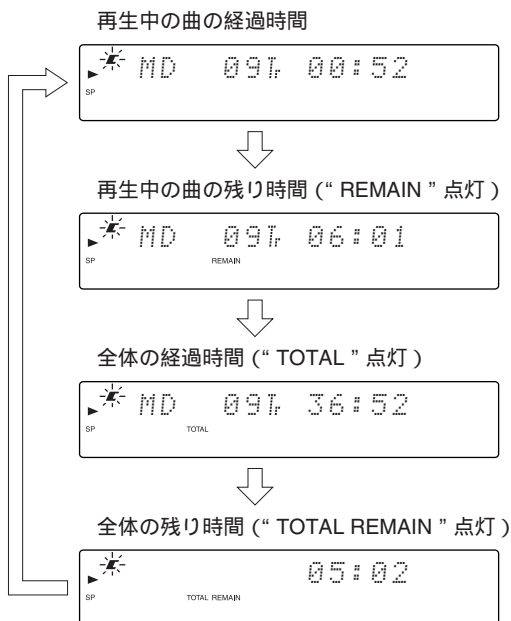 再生中の曲の経過時間
MD 09Tr 00:52
SP
再生中の曲の残り時間 (“ REMAIN ” 点灯 )
MD 09Tr 06:01
SP REMAIN
全体の経過時間 (“ TOTAL ” 点灯 )
MD 09Tr 36:52
SP TOTAL
全体の残り時間 (“ TOTAL REMAIN ” 点灯 )
05:02
SP TOTAL REMAIN